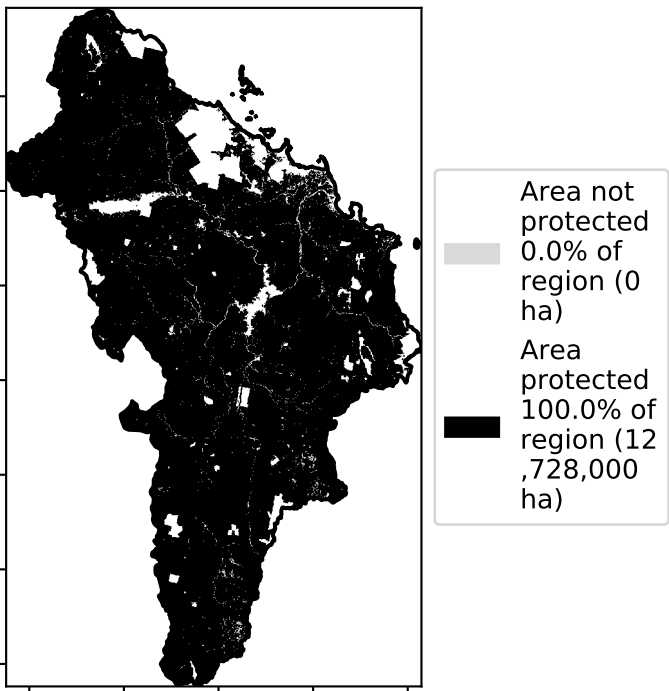 Area not
protected
0.0% of
region (0
ha)
Area
protected
100.0% of
region (12
,728,000
ha)